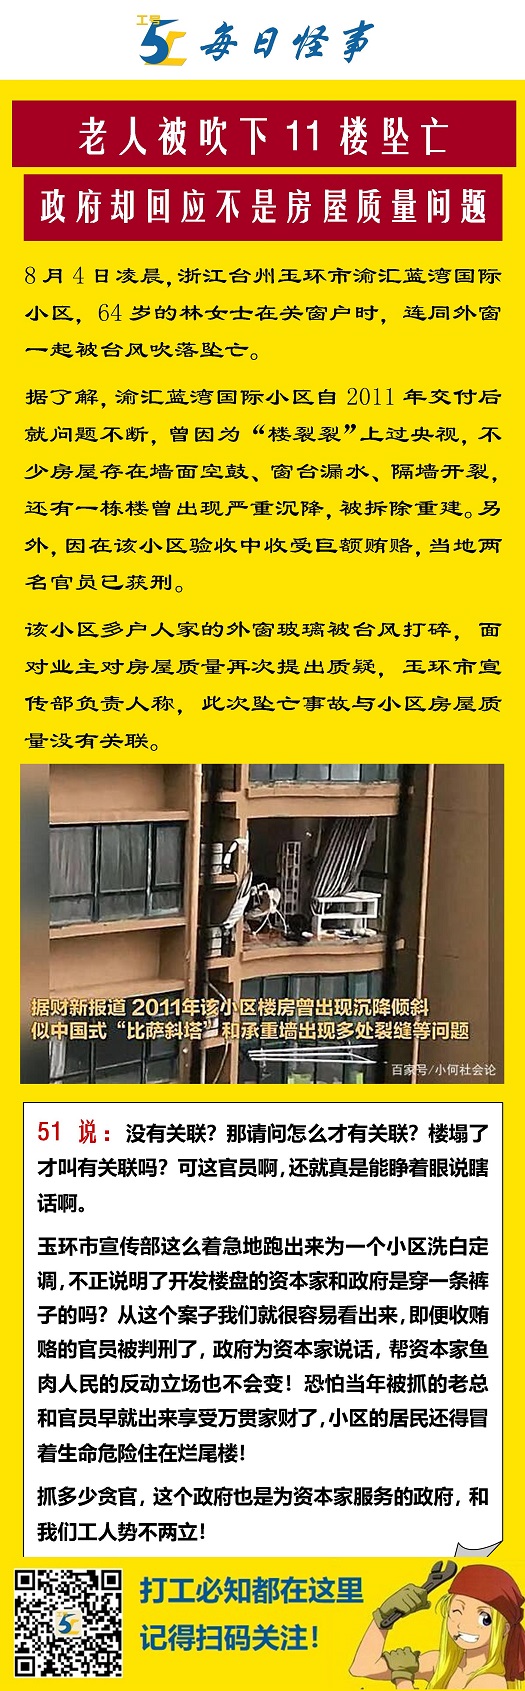 工号
51
每日怪事
老人被吹下 11 楼坠亡
政府却回应不是房屋质量问题
8 月 4 日凌晨，浙江台州玉环市渝汇蓝湾国际
小区，64 岁的林女士在关窗户时，连同外窗
一起被台风吹落坠亡。
据了解，渝汇蓝湾国际小区自 2011 年交付后
就问题不断，曾因为“楼裂裂”上过央视，不
少房屋存在墙面空鼓、窗台漏水、隔墙开裂，
还有一栋楼曾出现严重沉降，被拆除重建。另
外，因在该小区验收中收受巨额贿赂，当地两
名官员已获刑。
该小区多户人家的外窗玻璃被台风打碎，面
对业主对房屋质量再次提出质疑，玉环市宣
传部负责人称，此次坠亡事故与小区房屋质
量没有关联。
据财新报道 2011年该小区楼房曾出现沉降倾斜
似中国式“比萨斜塔”和承重墙出现多处裂缝等问题
百家号/小何社会论
51 说：没有关联？那请问怎么才有关联？楼塌了
才叫有关联吗？可这官员啊，还就真是能睁着眼说瞎
话啊。
玉环市宣传部这么着急地跑出来为一个小区洗白定
调，不正说明了开发楼盘的资本家和政府是穿一条裤
子的吗？从这个案子我们就很容易看出来，即便收贿
赂的官员被判刑了，政府为资本家说话，帮资本家鱼
肉人民的反动立场也不会变！恐怕当年被抓的老总
和官员早就出来享受万贯家财了，小区的居民还得冒
着生命危险住在烂尾楼！
抓多少贪官，这个政府也是为资本家服务的政府，和
我们工人势不两立！
打工必知都在这里
记得扫码关注！